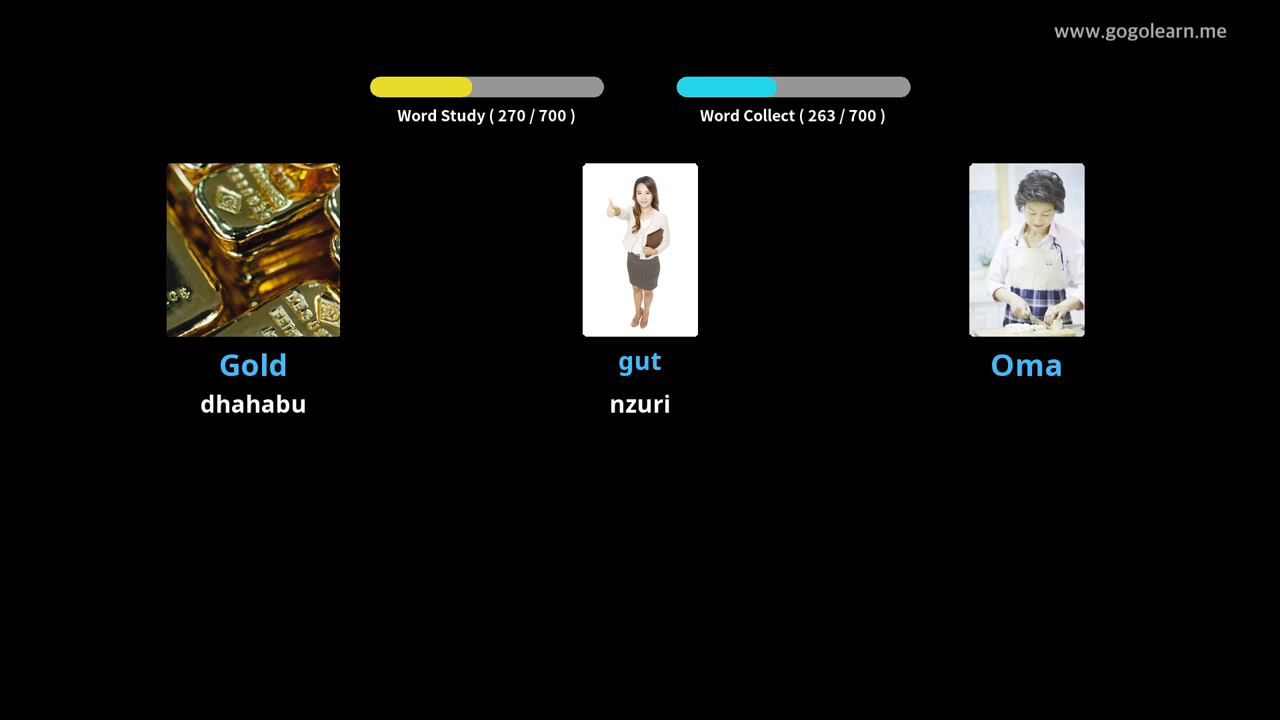 www.gogolearn.me
Word Study ( 270 / 700 )
Word Collect ( 263 / 700 )
Gold
gut
Oma
dhahabu
nzuri